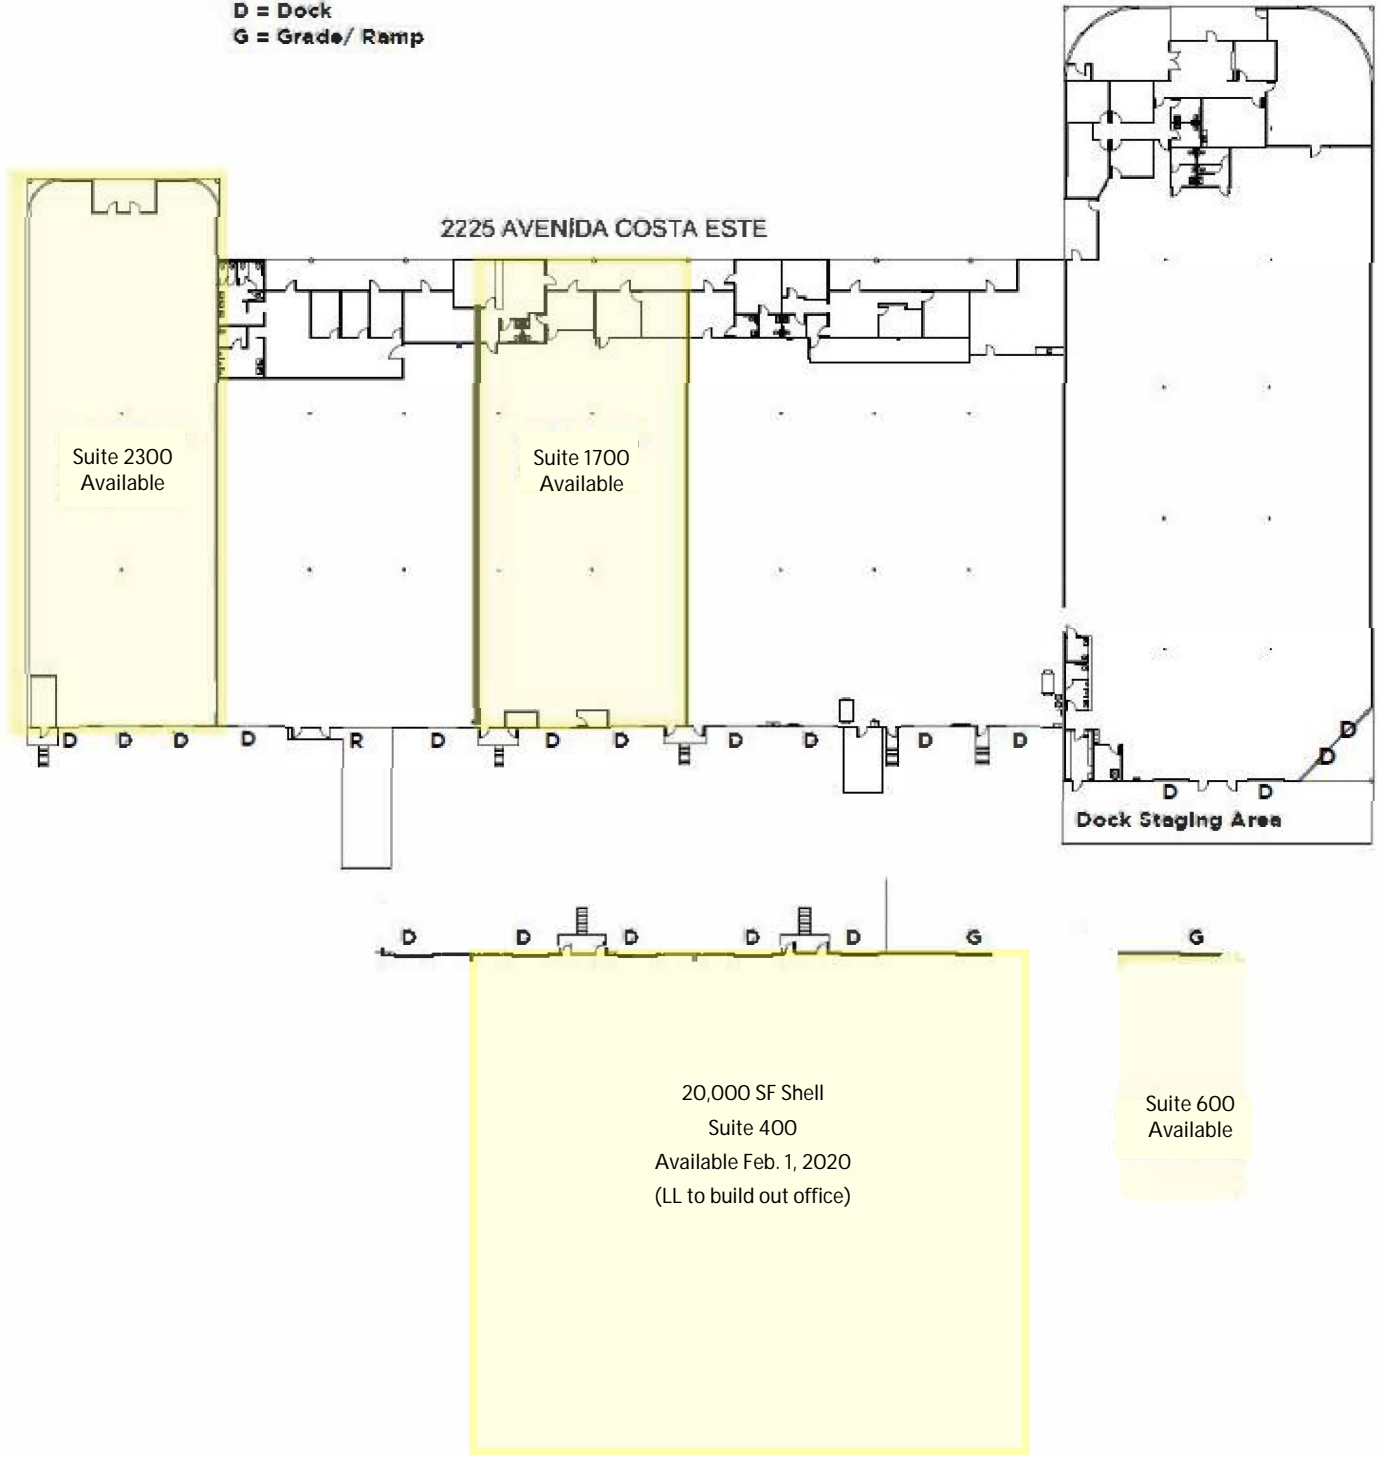 D = Dock
G = Grade/ Ramp
2225 AVENIDA COSTA ESTE
Suite 2300
Available
Suite 1700
Available
D D D D R D D D D D D D
D
D
D D
Dock Staging Area
D D D D D G G
20,000 SF Shell
Suite 400
Available Feb. 1, 2020
(LL to build out office)
Suite 600
Available